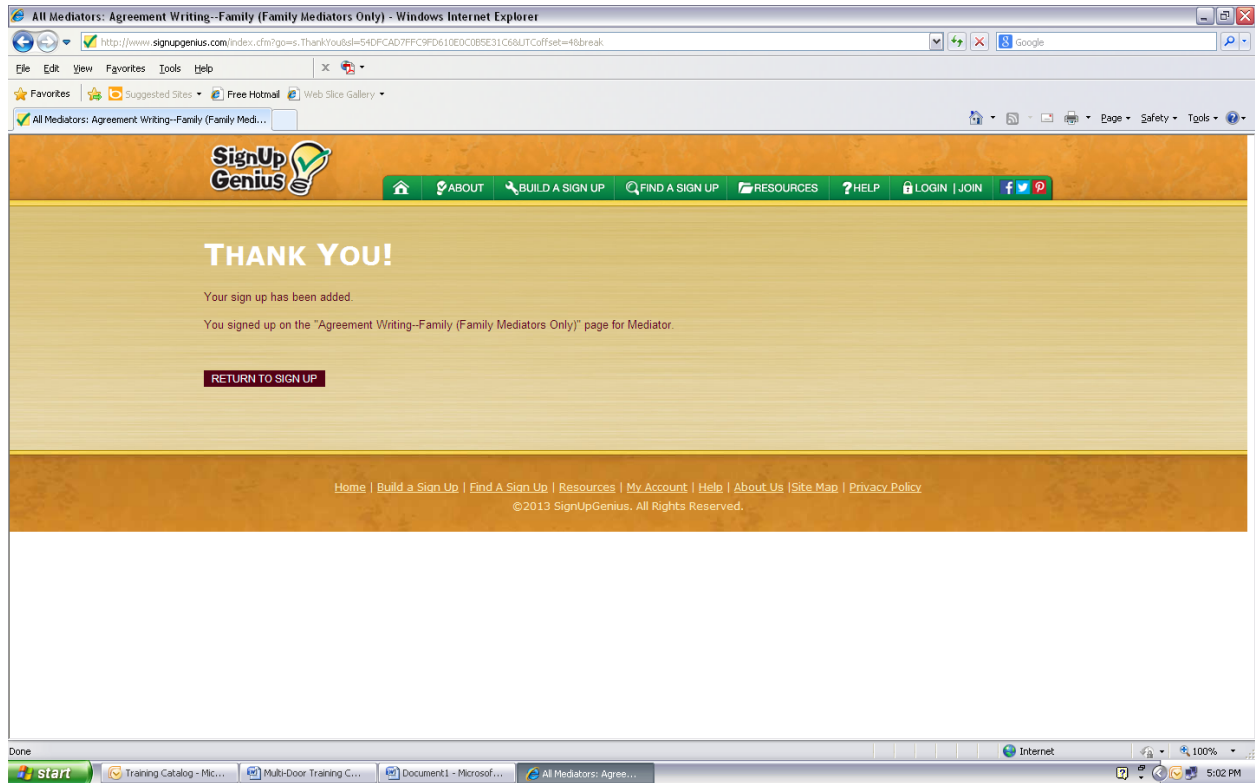 All Mediators: Agreement Writing--Family (Family Mediators Only) - Windows Internet Explorer
http://www.signupgenius.com/index.cfm?go=s.ThankYou&sl=54DFCAD7FFC9FD610E0C0B5E31C68&UTCoffset=4&break
Google
File Edit View Favorites Tools Help
Favorites Suggested Sites Free Hotmail Web Slice Gallery
All Mediators: Agreement Writing--Family (Family Medi...
Page Safety Tools
SignUp
Genius
ABOUT BUILD A SIGN UP FIND A SIGN UP RESOURCES ?HELP LOGIN | JOIN
THANK YOU!
Your sign up has been added.
You signed up on the "Agreement Writing--Family (Family Mediators Only)" page for Mediator.
RETURN TO SIGN UP
Home | Build a Sign Up | Find A Sign Up | Resources | My Account | Help | About Us |Site Map | Privacy Policy
©2013 SignUpGenius. All Rights Reserved.
Done Internet 100%
start Training Catalog - Mic... Multi-Door Training C... Document1 - Microsof... All Mediators: Agree... 5:02 PM